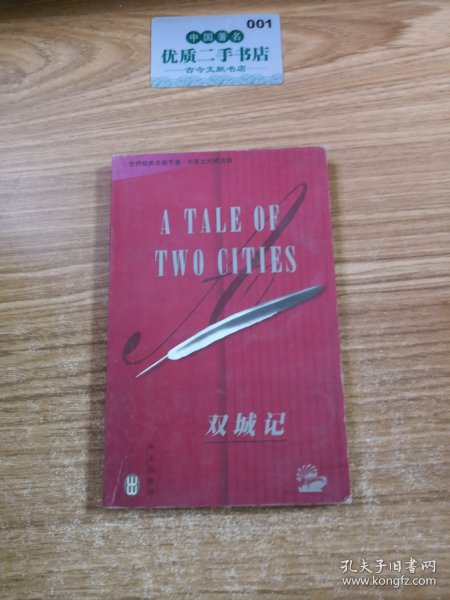 001
中国著名
优质二手书店
古今文献书店
世界经典名著节录·中英文对照读物
A TALE OF
TWO CITIES
双城记
孔夫子旧书网
www.kongfz.com